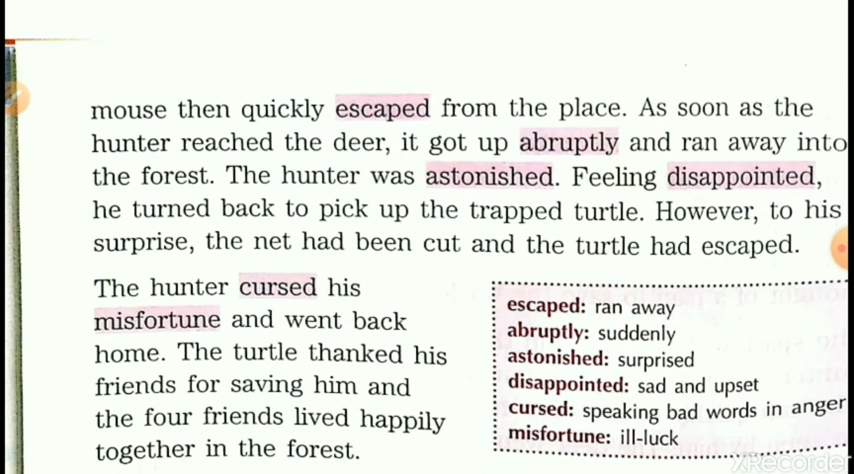 mouse then quickly escaped from the place. As soon as the
hunter reached the deer, it got up abruptly and ran away into
the forest. The hunter was astonished. Feeling disappointed,
he turned back to pick up the trapped turtle. However, to his
surprise, the net had been cut and the turtle had escaped.
The hunter cursed his
misfortune and went back
home. The turtle thanked his
friends for saving him and
the four friends lived happily
together in the forest.
escaped: ran away
abruptly: suddenly
astonished: surprised
disappointed: sad and upset
cursed: speaking bad words in anger
misfortune: ill-luck
XRecorder